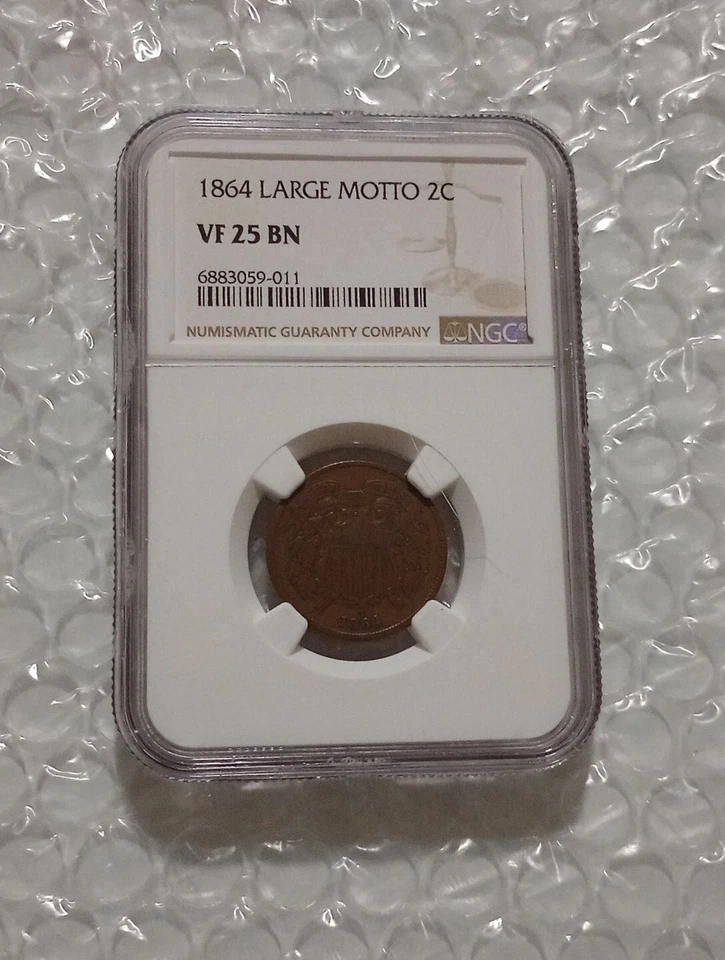 1864 LARGE MOTTO 2C
VF 25 BN
6883059-011
NUMISMATIC GUARANTY COMPANY NGC®